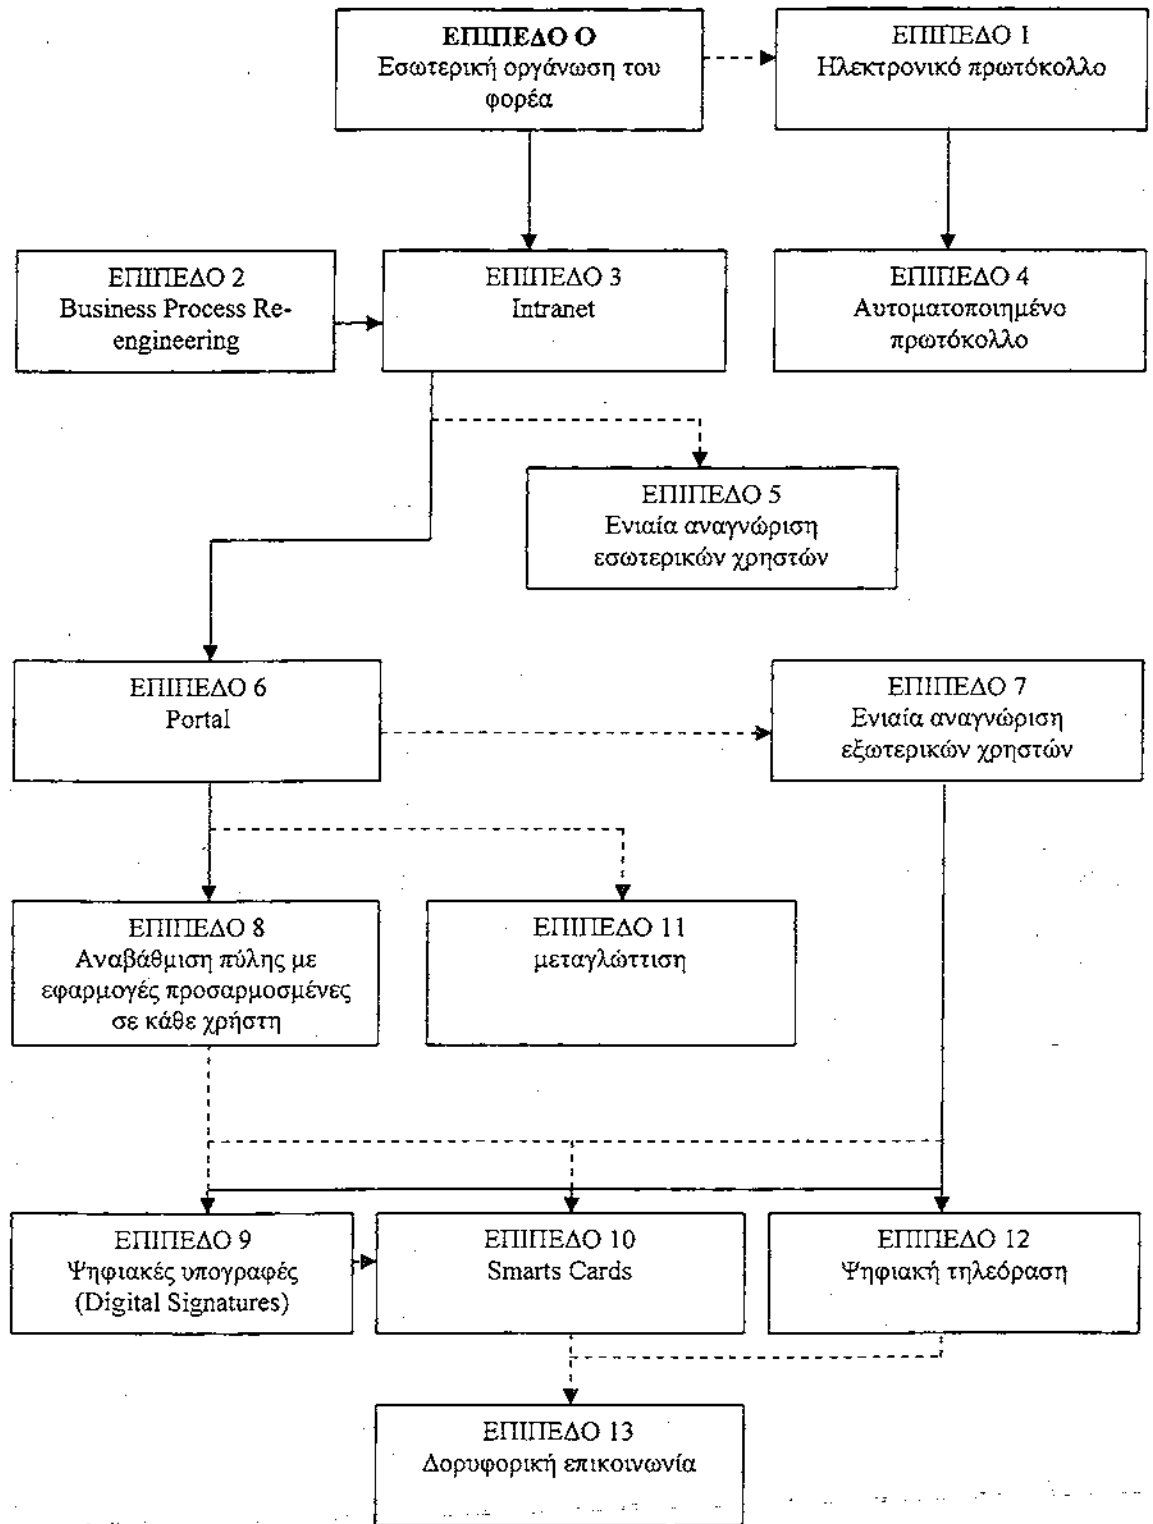 ΕΠΙΠΕΔΟ Ο
Εσωτερική οργάνωση του
φορέα
ΕΠΙΠΕΔΟ 1
Ηλεκτρονικό πρωτόκολλο
ΕΠΙΠΕΔΟ 2
Business Process Re-
engineering
ΕΠΙΠΕΔΟ 3
Intranet
ΕΠΙΠΕΔΟ 4
Αυτοματοποιημένο
πρωτόκολλο
ΕΠΙΠΕΔΟ 5
Ενιαία αναγνώριση
εσωτερικών χρηστών
ΕΠΙΠΕΔΟ 6
Portal
ΕΠΙΠΕΔΟ 7
Ενιαία αναγνώριση
εξωτερικών χρηστών
ΕΠΙΠΕΔΟ 8
Αναβάθμιση πύλης με
εφαρμογές προσαρμοσμένες
σε κάθε χρήστη
ΕΠΙΠΕΔΟ 11
μεταγλώττιση
ΕΠΙΠΕΔΟ 9
Ψηφιακές υπογραφές
(Digital Signatures)
ΕΠΙΠΕΔΟ 10
Smarts Cards
ΕΠΙΠΕΔΟ 12
Ψηφιακή τηλεόραση
ΕΠΙΠΕΔΟ 13
Δορυφορική επικοινωνία